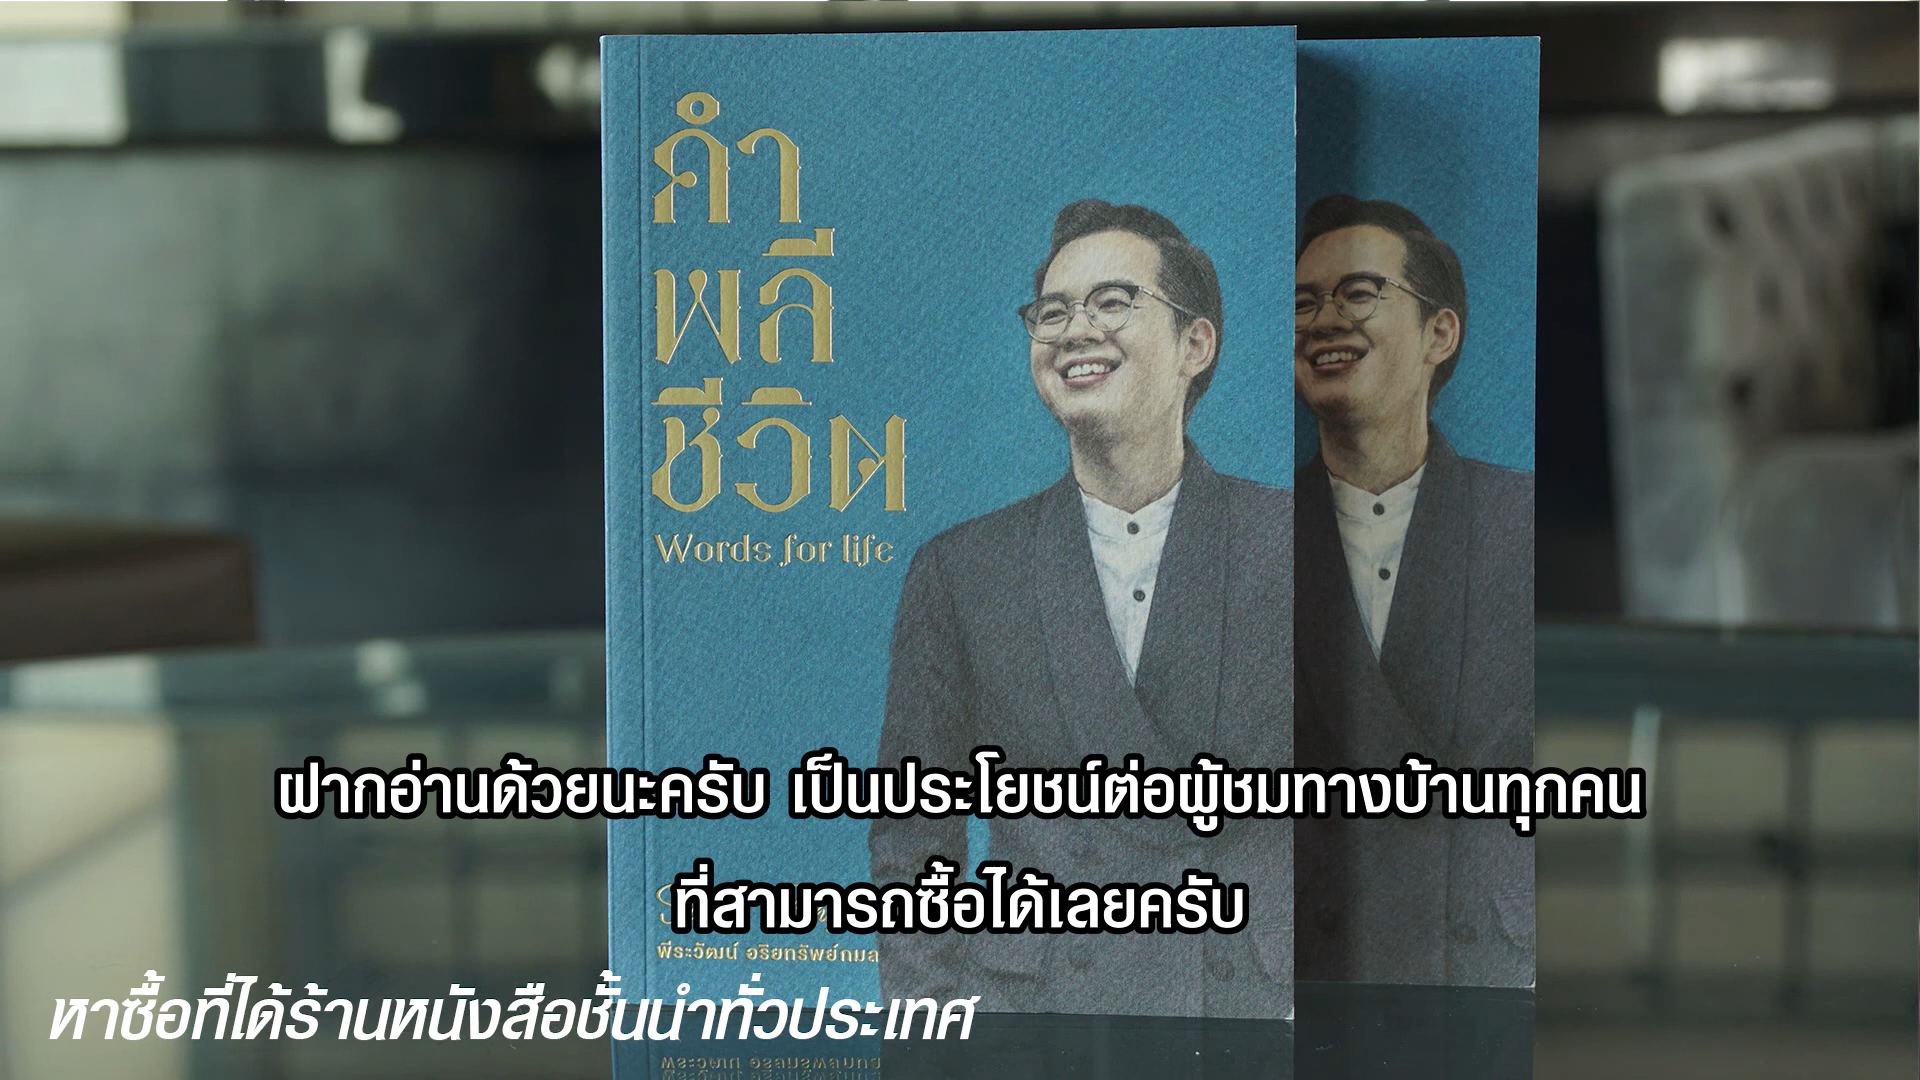 คำ
พลี
ชีวิต
Words for life
ฝากอ่านด้วยนะครับ เป็นประโยชน์ต่อผู้ชมทางบ้านทุกคน
ที่สามารถซื้อได้เลยครับ
พีระวัฒน์ อริยทรัพย์กมล
หาซื้อที่ได้ร้านหนังสือชั้นนำทั่วประเทศ